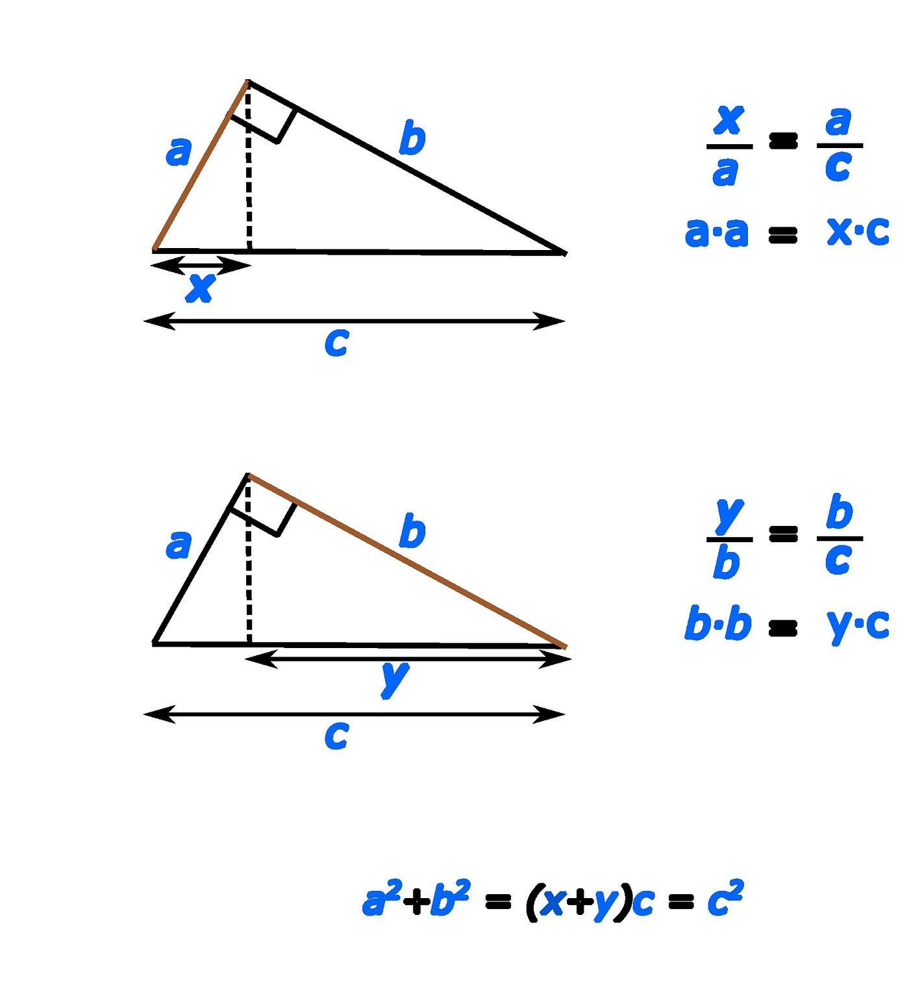 a
b
x
c
x/a = a/c
a·a = x·c
a
b
y
c
y/b = b/c
b·b = y·c
a²+b² = (x+y)c = c²